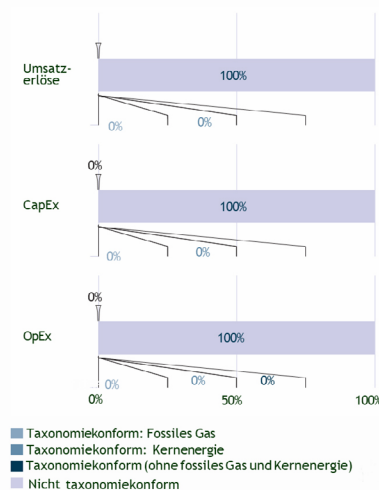 Umsatz-
erlöse
100%
0%
0%
0%
CapEx
100%
0%
0%
0%
OpEx
100%
0%
0%
0%
0%
50%
100%
Taxonomiekonform: Fossiles Gas
Taxonomiekonform: Kernenergie
Taxonomiekonform (ohne fossiles Gas und Kernenergie)
Nicht taxonomiekonform